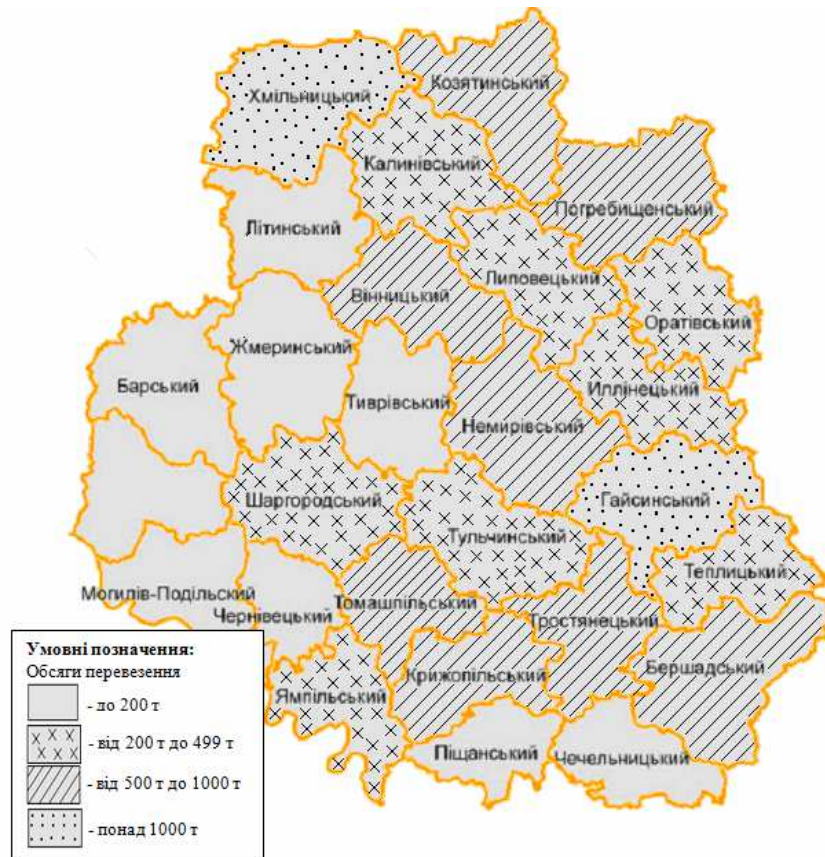 Козятинський
Хмільницький
Калинівський
Погребищенський
Літинський
Липовецький
Вінницький
Оратівський
Жмеринський
Барський
Тиврівський
Иллінецький
Немирівський
Шаргородський
Гайсинський
Тульчинський
Теплицький
Могилів-Подільский
Чернівецький
Томашпільський
Тростянецький
Бершадський
Крижопільський
Ямпільський
Піщанський
Чечельницький
Умовні позначення:
Обсяги перевезення
- до 200 т
- від 200 т до 499 т
- від 500 т до 1000 т
- понад 1000 т